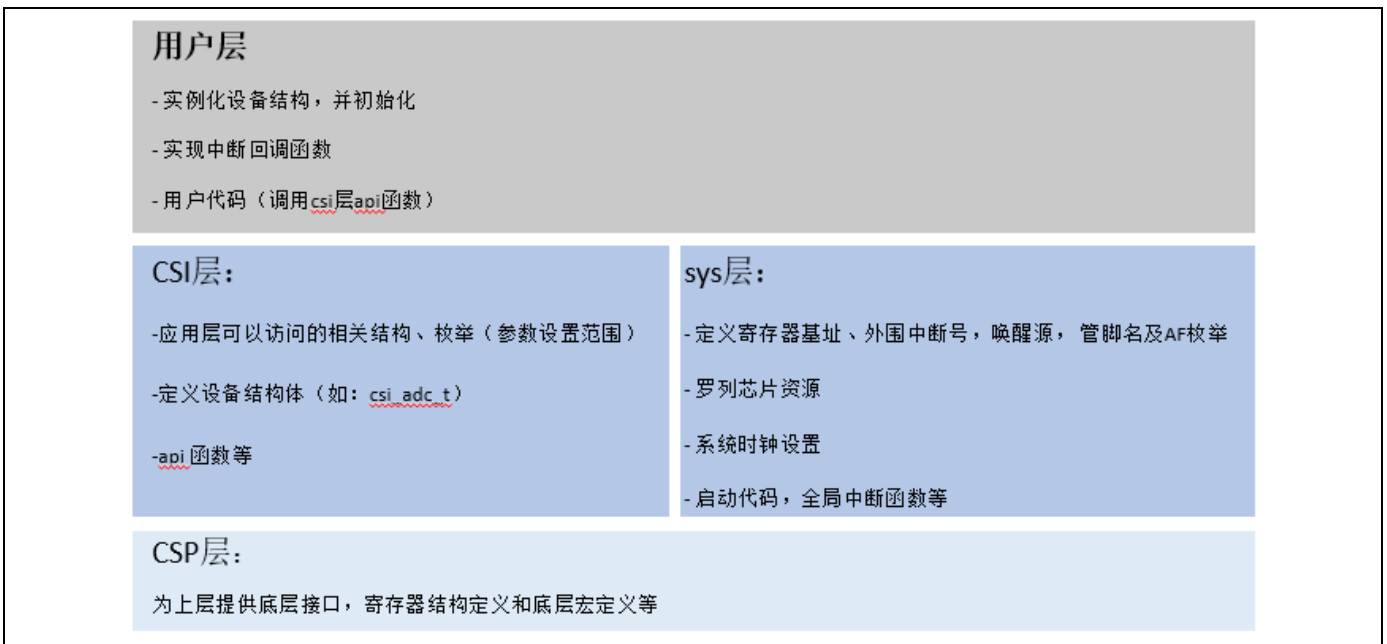 用户层
- 实例化设备结构，并初始化
- 实现中断回调函数
- 用户代码（调用csi层api函数）
CSI层：
-应用层可以访问的相关结构、枚举（参数设置范围）
-定义设备结构体（如：csi_adc_t）
-api 函数等
sys层：
- 定义寄存器基址、外围中断号，唤醒源， 管脚名及AF枚举
- 罗列芯片资源
- 系统时钟设置
- 启动代码，全局中断函数等
CSP层：
为上层提供底层接口，寄存器结构定义和底层宏定义等